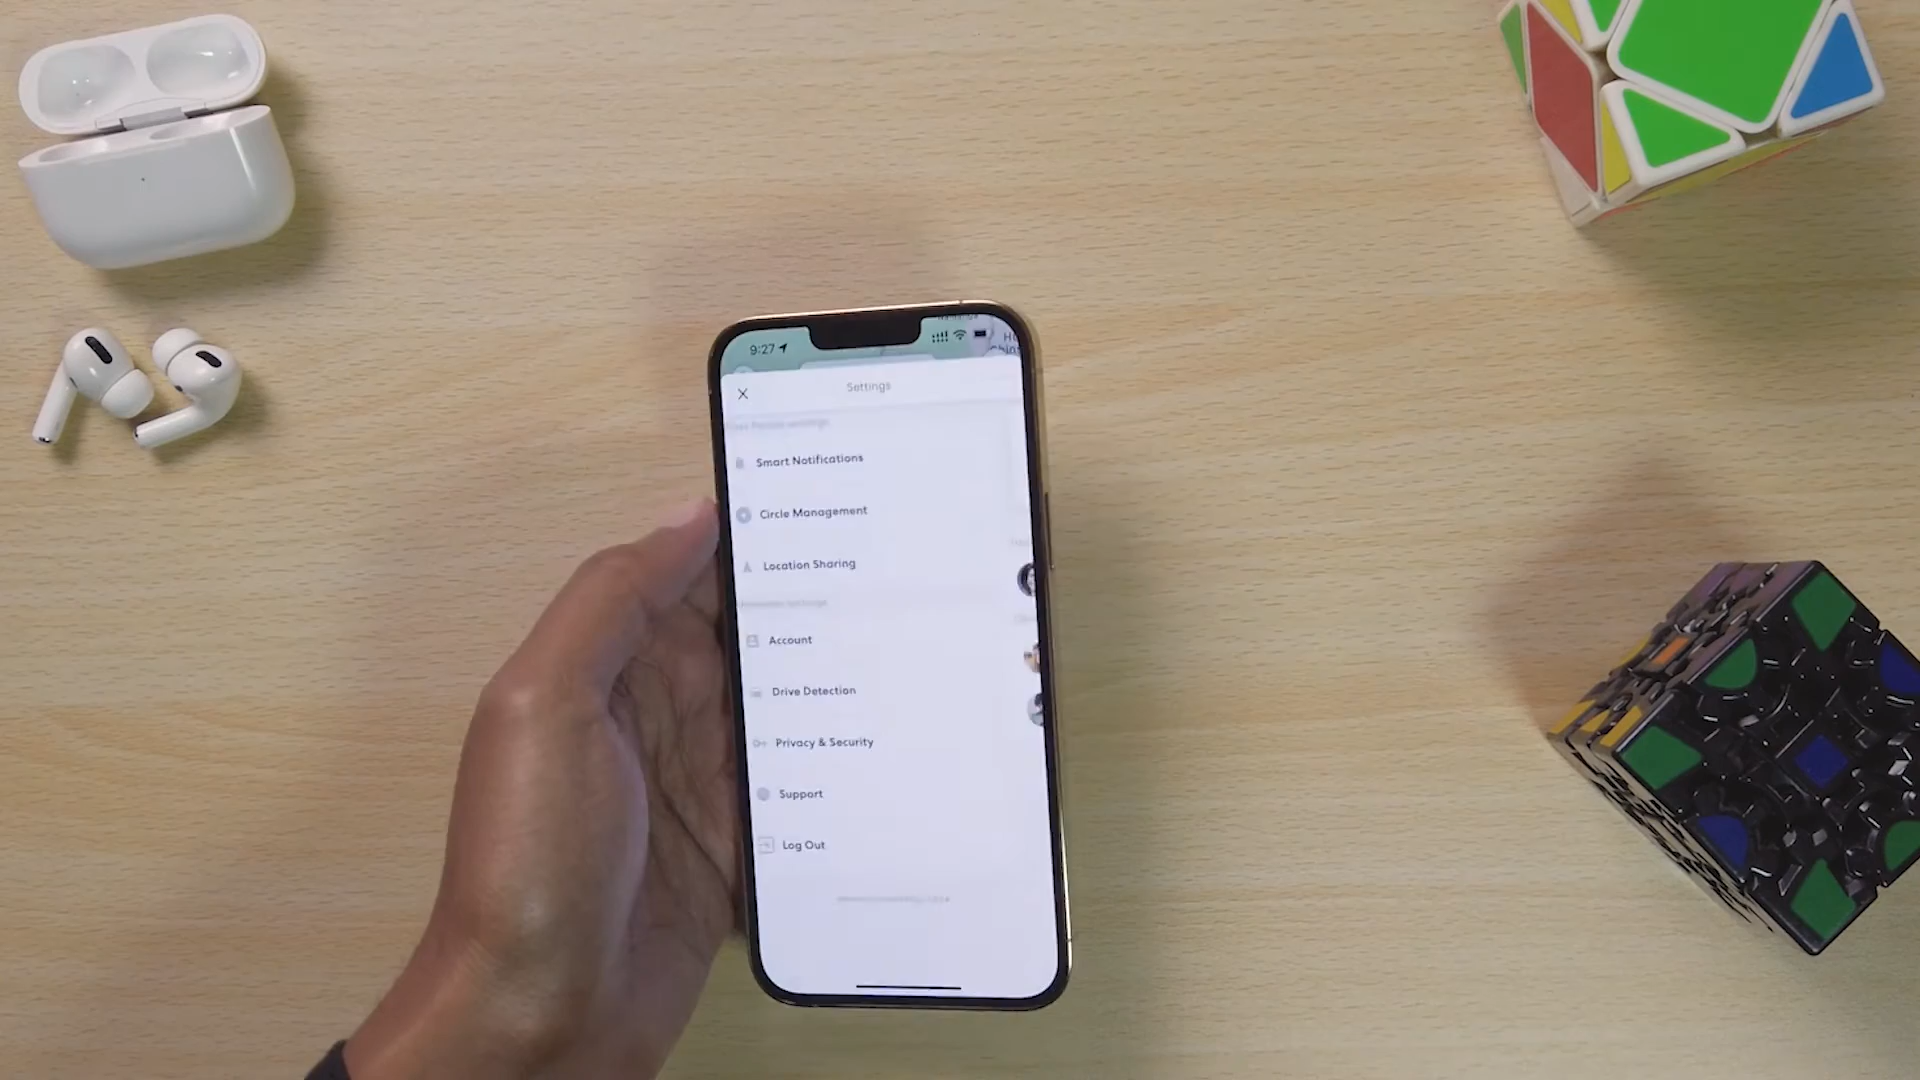 9:27
Settings
Smart Notifications
Circle Management
Location Sharing
Account
Drive Detection
Privacy & Security
Support
Log Out